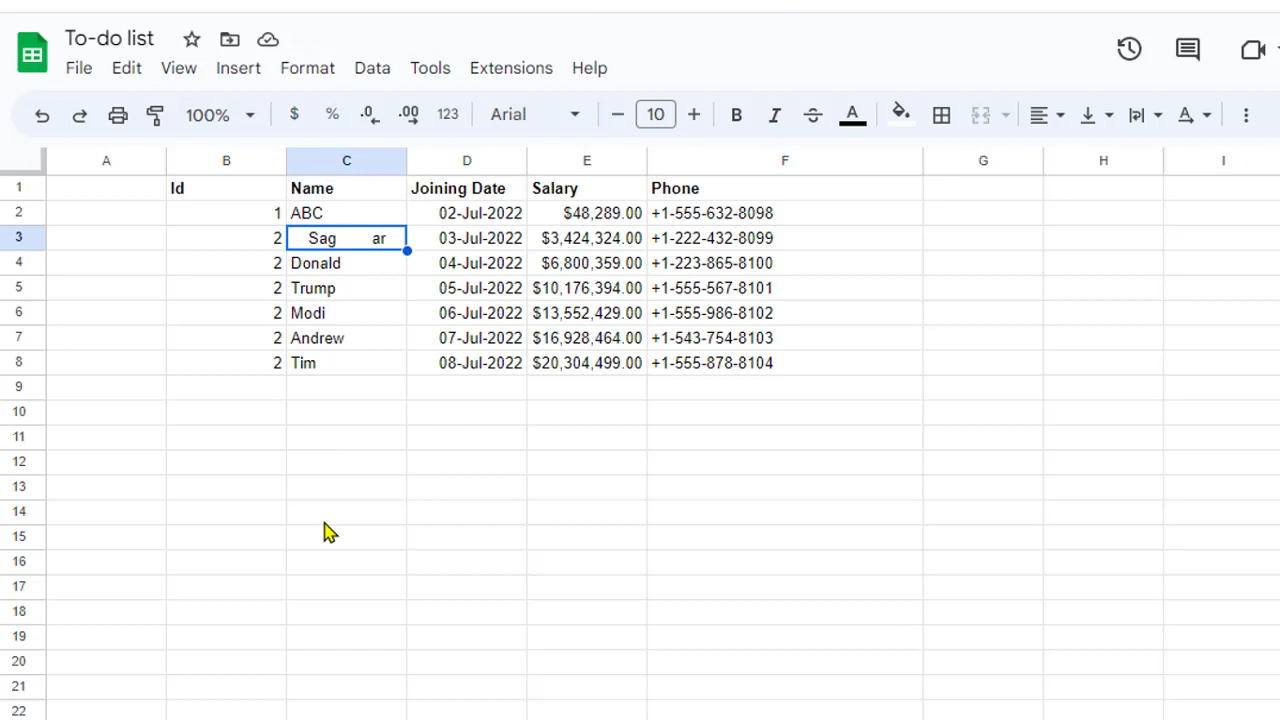 To-do list
File Edit View Insert Format Data Tools Extensions Help
100% $ % .0 .00 123 Arial − 10 + B I S A A
A B C D E F G H I
1 Id Name Joining Date Salary Phone
2 1 ABC 02-Jul-2022 $48,289.00 +1-555-632-8098
3 2 Sag ar 03-Jul-2022 $3,424,324.00 +1-222-432-8099
4 2 Donald 04-Jul-2022 $6,800,359.00 +1-223-865-8100
5 2 Trump 05-Jul-2022 $10,176,394.00 +1-555-567-8101
6 2 Modi 06-Jul-2022 $13,552,429.00 +1-555-986-8102
7 2 Andrew 07-Jul-2022 $16,928,464.00 +1-543-754-8103
8 2 Tim 08-Jul-2022 $20,304,499.00 +1-555-878-8104
9
10
11
12
13
14
15
16
17
18
19
20
21
22